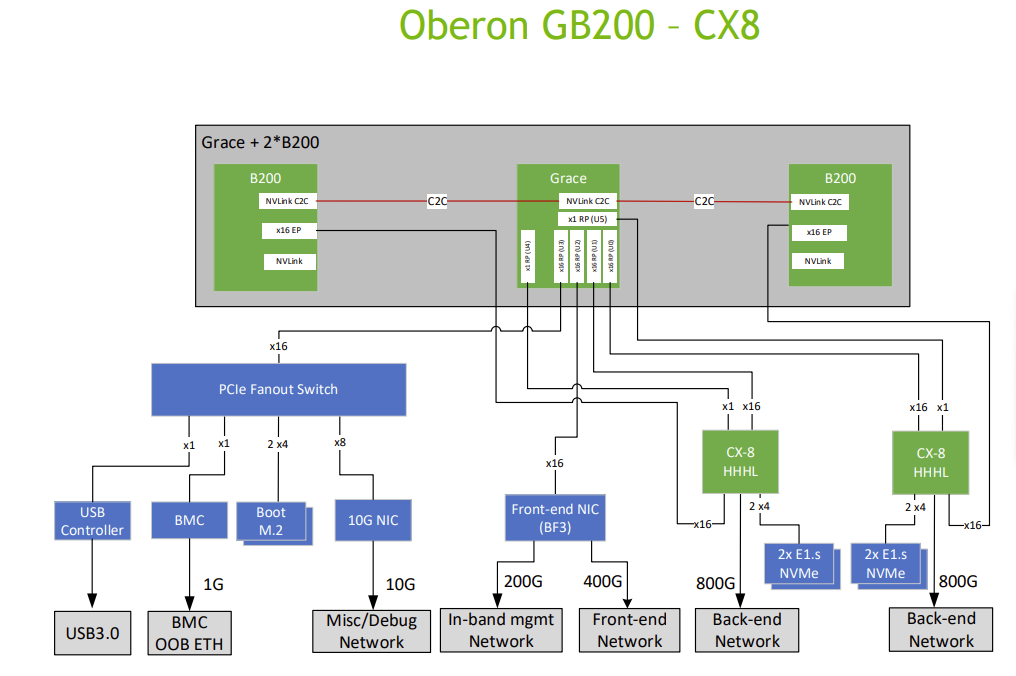 Oberon GB200 - CX8
Grace + 2*B200
B200
NVLink C2C
x16 EP
NVLink
C2C
Grace
NVLink C2C
x1 RP (U5)
x1 RP (U4)
x16 RP (U3)
x16 RP (U2)
x16 RP (U1)
x16 RP (U0)
C2C
B200
NVLink C2C
x16 EP
NVLink
x16
PCIe Fanout Switch
x1
x1
2 x4
x8
USB
Controller
BMC
Boot
M.2
10G NIC
1G
10G
USB3.0
BMC
OOB ETH
Misc/Debug
Network
x16
Front-end NIC
(BF3)
200G
400G
In-band mgmt
Network
Front-end
Network
x1
x16
CX-8
HHHL
x16
2 x4
2x E1.s
NVMe
800G
Back-end
Network
x16
x1
CX-8
HHHL
2 x4
x16
2x E1.s
NVMe
800G
Back-end
Network